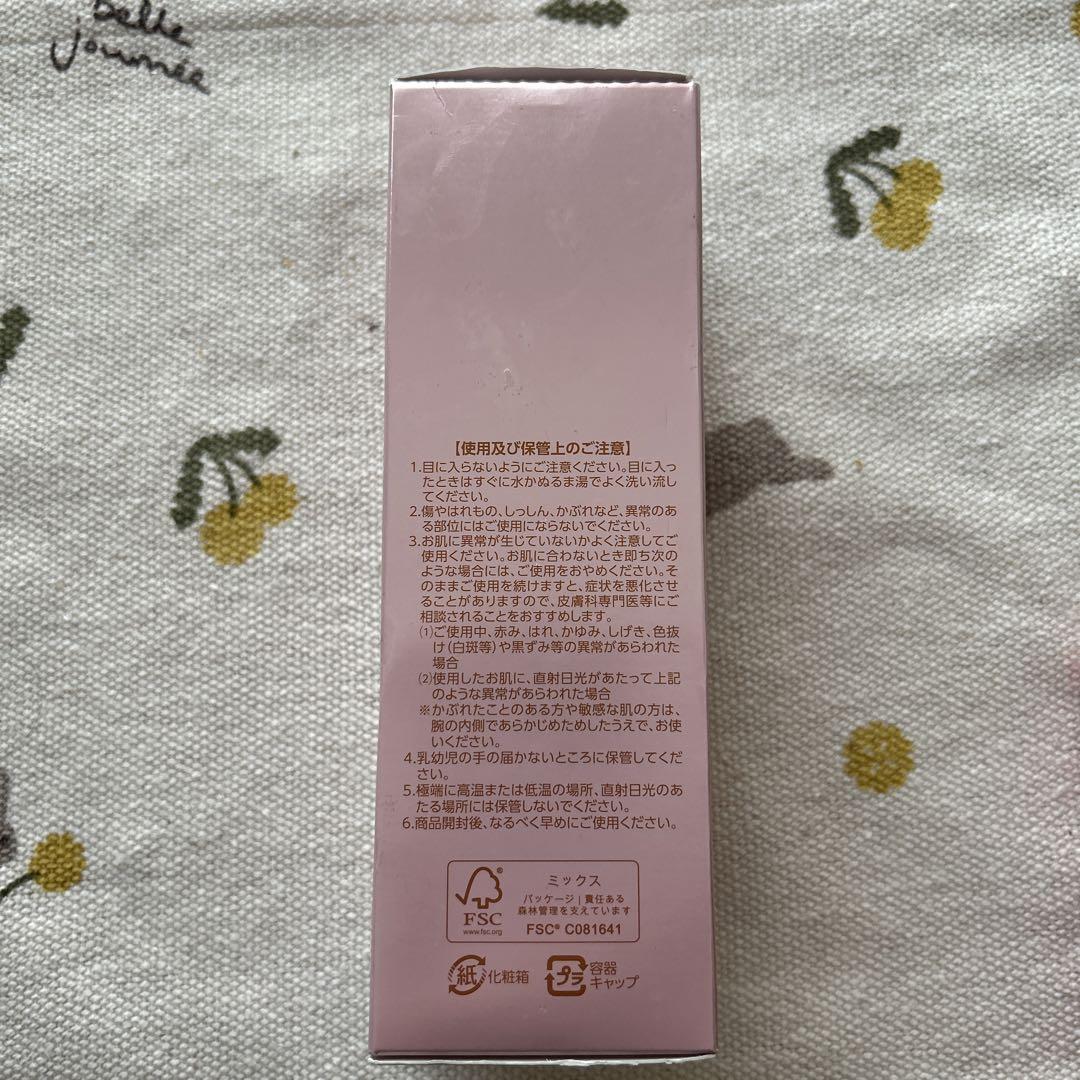 belle
journée
【使用及び保管上のご注意】
1.目に入らないようにご注意ください。目に入っ
たときはすぐに水かぬるま湯でよく洗い流し
てください。
2.傷やはれもの、しっしん、かぶれなど、異常のあ
る部位にはご使用にならないでください。
3.お肌に異常が生じていないかよく注意してご
使用ください。お肌に合わないとき即ち次の
ような場合には、ご使用をおやめください。そ
のままご使用を続けますと、症状を悪化させ
ることがありますので、皮膚科専門医等にご
相談されることをおすすめします。
(1)ご使用中、赤み、はれ、かゆみ、しげき、色抜
け(白斑等)や黒ずみ等の異常があらわれた
場合
(2)使用したお肌に、直射日光があたって上記
のような異常があらわれた場合
※かぶれたことのある方や敏感な肌の方は、
腕の内側であらかじめためしたうえで、お使
いください。
4.乳幼児の手の届かないところに保管してくだ
さい。
5.極端に高温または低温の場所、直射日光のあ
たる場所には保管しないでください。
6.商品開封後、なるべく早めにご使用ください。
FSC
www.fsc.org
ミックス
パッケージ | 責任ある
森林管理を支えています
FSC® C081641
紙 化粧箱
プラ 容器
キャップ